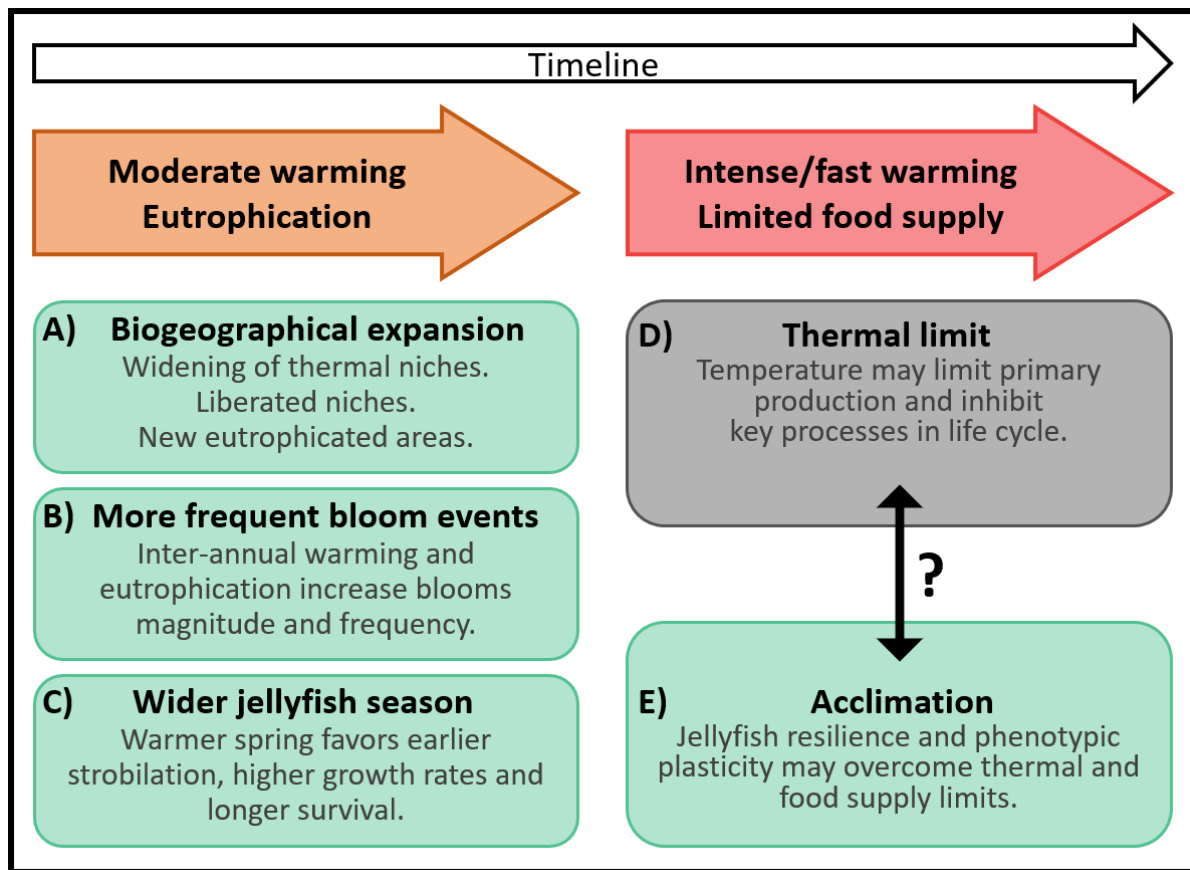 Timeline
Moderate warming
Eutrophication
Intense/fast warming
Limited food supply
A) Biogeographical expansion
Widening of thermal niches.
Liberated niches.
New eutrophicated areas.
B) More frequent bloom events
Inter-annual warming and
eutrophication increase blooms
magnitude and frequency.
C) Wider jellyfish season
Warmer spring favors earlier
strobilation, higher growth rates and
longer survival.
D) Thermal limit
Temperature may limit primary
production and inhibit
key processes in life cycle.
?
E) Acclimation
Jellyfish resilience and phenotypic
plasticity may overcome thermal and
food supply limits.